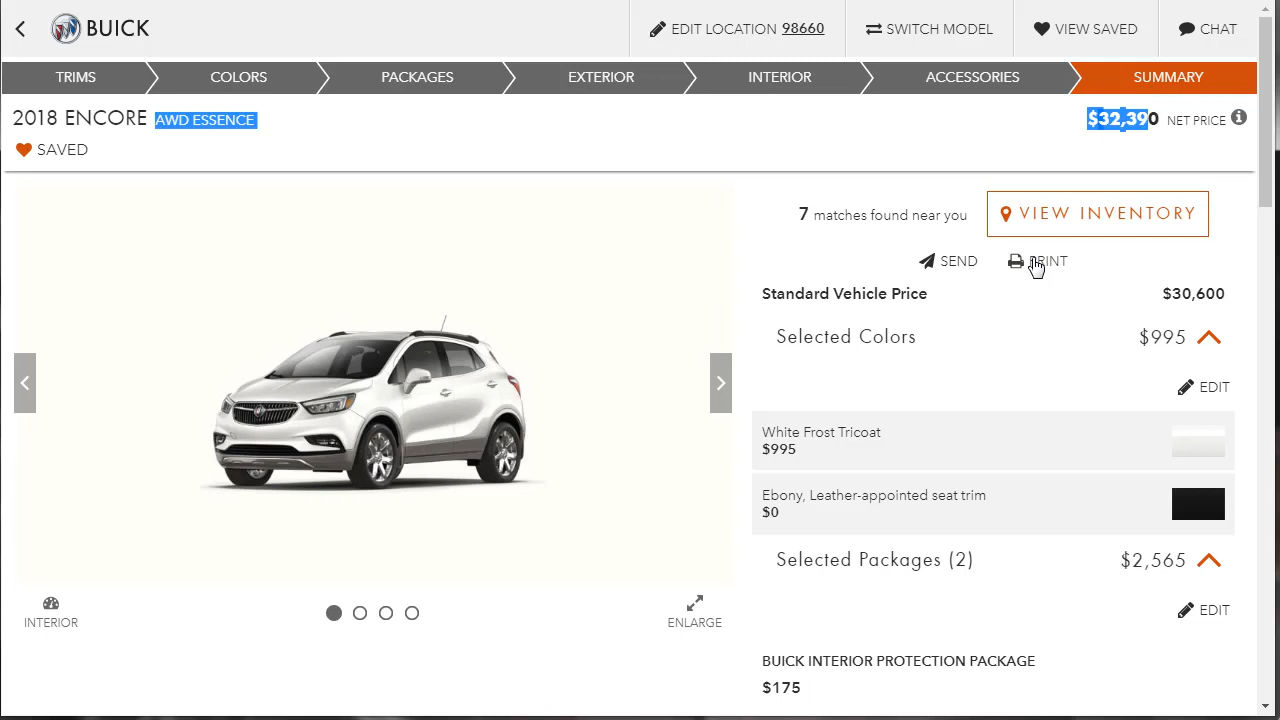 BUICK
EDIT LOCATION 98660
SWITCH MODEL
VIEW SAVED
CHAT
TRIMS
COLORS
PACKAGES
EXTERIOR
INTERIOR
ACCESSORIES
SUMMARY
2018 ENCORE AWD ESSENCE
$32,390 NET PRICE
SAVED
7 matches found near you
VIEW INVENTORY
SEND
PRINT
Standard Vehicle Price $30,600
Selected Colors $995
EDIT
White Frost Tricoat
$995
Ebony, Leather-appointed seat trim
$0
Selected Packages (2) $2,565
INTERIOR
ENLARGE
EDIT
BUICK INTERIOR PROTECTION PACKAGE
$175